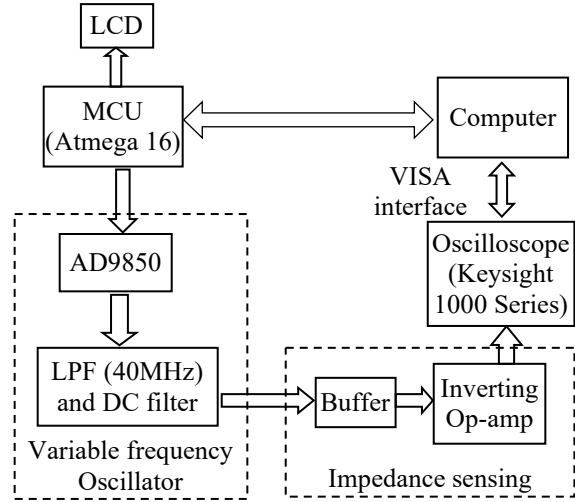 LCD
MCU
(Atmega 16)
Computer
VISA
interface
AD9850
Oscilloscope
(Keysight
1000 Series)
LPF (40MHz)
and DC filter
Buffer
Inverting
Op-amp
Variable frequency
Oscillator
Impedance sensing